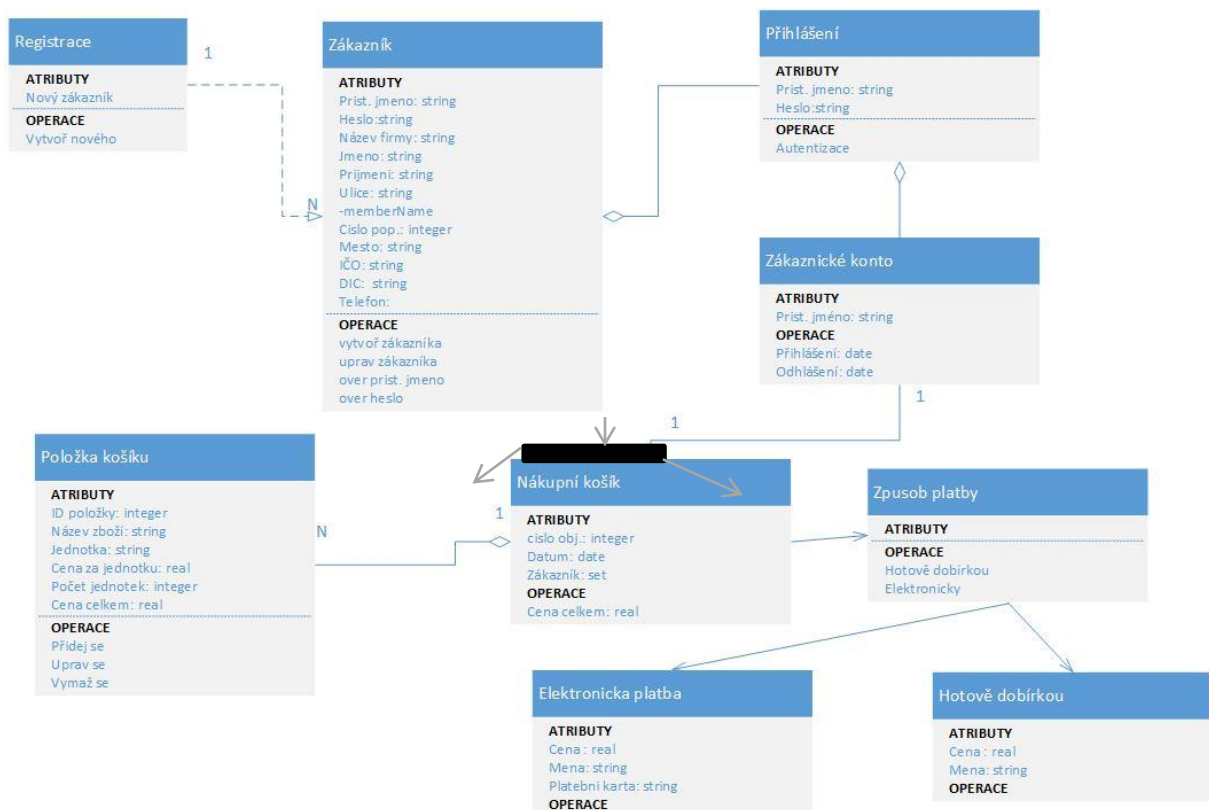 Registrace
ATRIBUTY
Nový zákazník
OPERACE
Vytvoř nového
1
N
Zákazník
ATRIBUTY
Prist. jmeno: string
Heslo:string
Název firmy: string
Jmeno: string
Prijmeni: string
Ulice: string
-memberName
Cislo pop.: integer
Mesto: string
IČO: string
DIC:  string
Telefon:
OPERACE
vytvoř zákazníka
uprav zákazníka
over prist. jmeno
over heslo
Přihlášení
ATRIBUTY
Prist. jmeno: string
Heslo:string
OPERACE
Autentizace
Zákaznické konto
ATRIBUTY
Prist. jméno: string
OPERACE
Přihlášení: date
Odhlášení: date
1
1
Položka košíku
ATRIBUTY
ID položky: integer
Název zboží: string
Jednotka: string
Cena za jednotku: real
Počet jednotek: integer
Cena celkem: real
OPERACE
Přidej se
Uprav se
Vymaž se
N
1
Nákupní košík
ATRIBUTY
cislo obj.: integer
Datum: date
Zákazník: set
OPERACE
Cena celkem: real
Zpusob platby
ATRIBUTY
OPERACE
Hotově dobírkou
Elektronicky
Elektronicka platba
ATRIBUTY
Cena : real
Mena: string
Platebni karta: string
OPERACE
Hotově dobírkou
ATRIBUTY
Cena : real
Mena: string
OPERACE